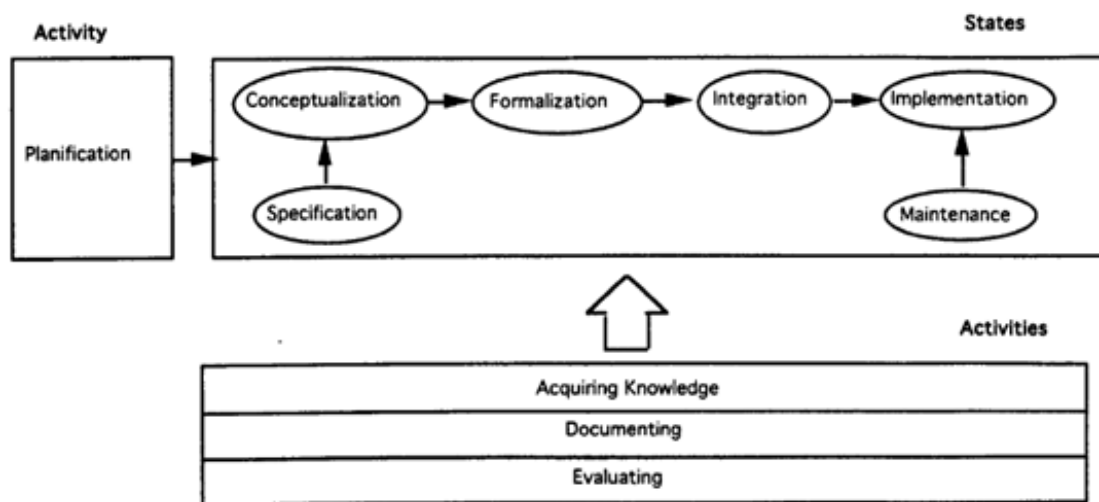 Activity
States
Conceptualization
Formalization
Integration
Implementation
Planification
Specification
Maintenance
Activities
Acquiring Knowledge
Documenting
Evaluating